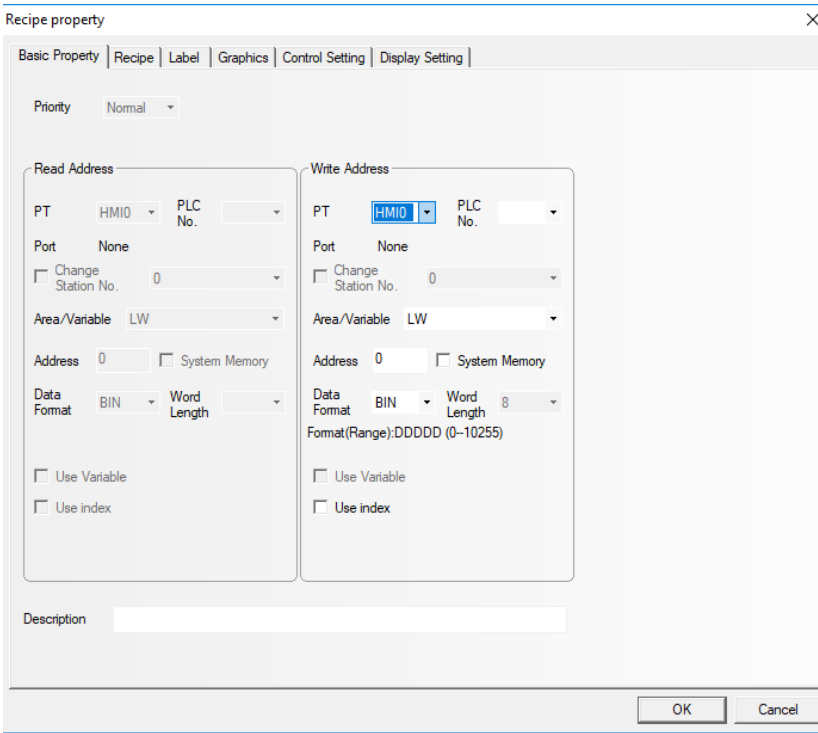 Recipe property
Basic Property Recipe Label Graphics Control Setting Display Setting
Priority Normal
Read Address
PT HMI0 PLC No.
Port None
Change Station No. 0
Area/Variable LW
Address 0 System Memory
Data Format BIN Word Length
Use Variable
Use index
Write Address
PT HMI0 PLC No.
Port None
Change Station No. 0
Area/Variable LW
Address 0 System Memory
Data Format BIN Word Length 8
Format(Range):DDDDD (0--10255)
Use Variable
Use index
Description
OK Cancel